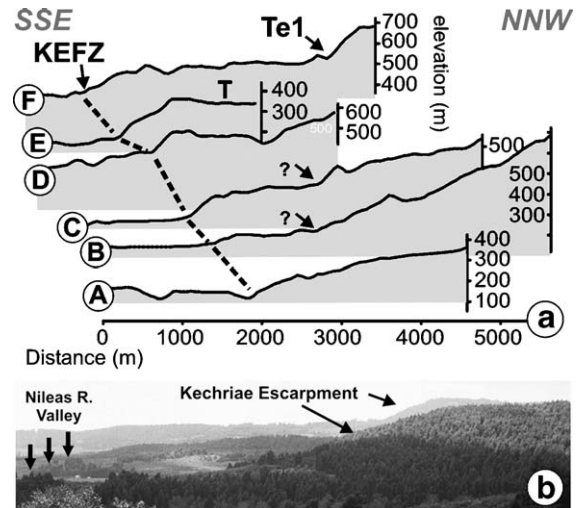 SSE
NNW
KEFZ
Te1
700
600
500
400
elevation (m)
F
T
400
300
E
600
500
500
D
?
500
C
?
500
400
300
B
400
300
200
100
A
a
0 1000 2000 3000 4000 5000
Distance (m)
Nileas R.
Valley
Kechriae Escarpment
b